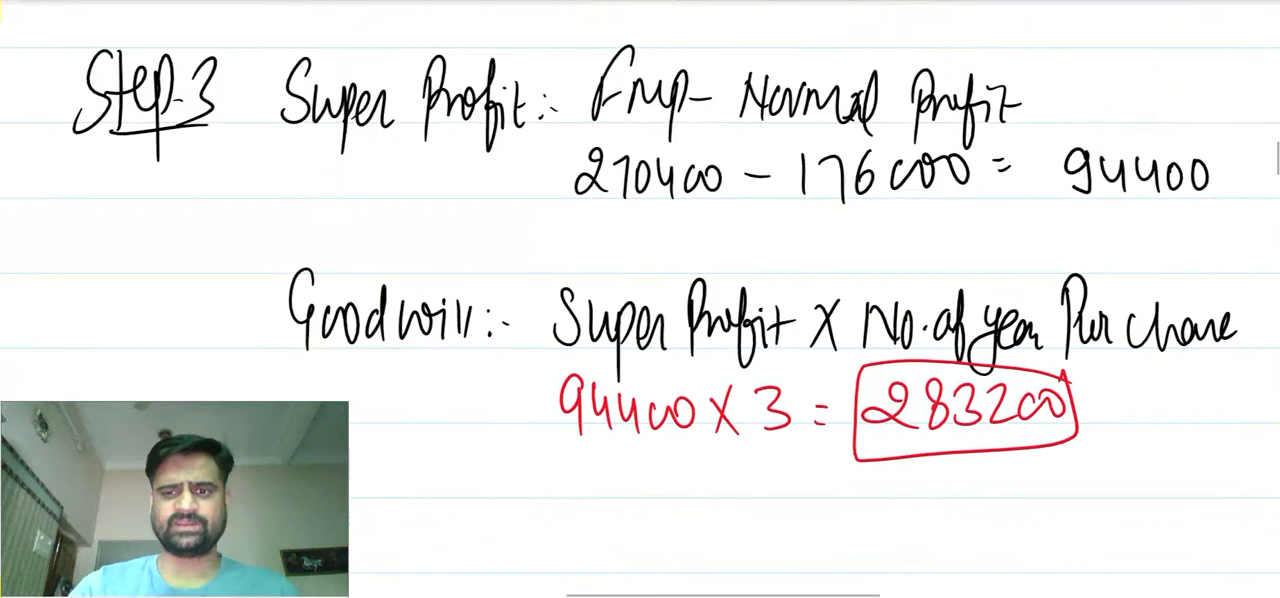 Step-3 Super Profit:- FMP- Normal Profit
270400 - 176000 = 94400
Goodwill:- Super Profit X No. of year Purchase
94400 X 3 = 283200